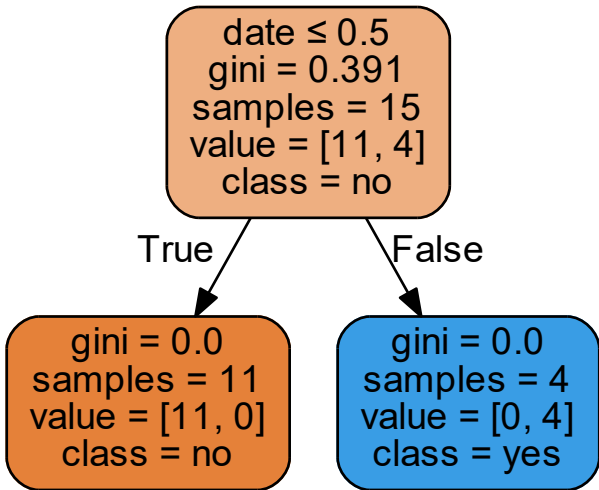 date ≤ 0.5
gini = 0.391
samples = 15
value = [11, 4]
class = no
True
False
gini = 0.0
samples = 11
value = [11, 0]
class = no
gini = 0.0
samples = 4
value = [0, 4]
class = yes